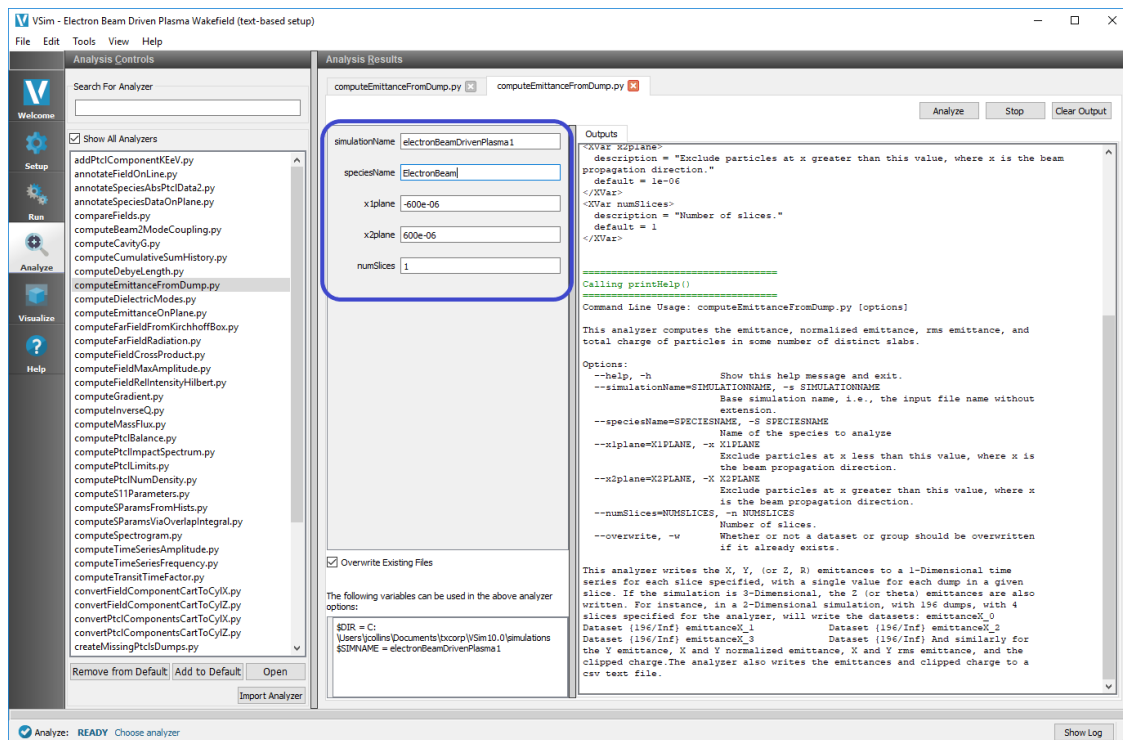 VSim - Electron Beam Driven Plasma Wakefield (text-based setup)
File Edit Tools View Help
Welcome
Setup
Run
Analyze
Visualize
Help
Analysis Controls
Search For Analyzer
Show All Analyzers
addPtclComponentKEeV.py
annotateFieldOnLine.py
annotateSpeciesAbsPtclData2.py
annotateSpeciesDataOnPlane.py
compareFields.py
computeBeam2ModeCoupling.py
computeCavityG.py
computeCumulativeSumHistory.py
computeDebyeLength.py
computeEmittanceFromDump.py
computeDielectricModes.py
computeEmittanceOnPlane.py
computeFarFieldFromKirchhoffBox.py
computeFarFieldRadiation.py
computeFieldCrossProduct.py
computeFieldMaxAmplitude.py
computeFieldRelIntensityHilbert.py
computeGradient.py
computeInverseQ.py
computeMassFlux.py
computePtclBalance.py
computePtclImpactSpectrum.py
computePtclLimits.py
computePtclNumDensity.py
computeS11Parameters.py
computeSParamsFromHists.py
computeSParamsViaOverlapIntegral.py
computeSpectrogram.py
computeTimeSeriesAmplitude.py
computeTimeSeriesFrequency.py
computeTransitTimeFactor.py
convertFieldComponentCartToCylX.py
convertFieldComponentCartToCylZ.py
convertPtclComponentsCartToCylX.py
convertPtclComponentsCartToCylZ.py
createMissingPtclsDumps.py
Remove from Default Add to Default Open
Import Analyzer
Analysis Results
computeEmittanceFromDump.py computeEmittanceFromDump.py
Analyze Stop Clear Output
simulationName electronBeamDrivenPlasma1
speciesName ElectronBeam
x1plane -600e-06
x2plane 600e-06
numSlices 1
Overwrite Existing Files
The following variables can be used in the above analyzer
options:
$DIR = C:
\Users\jcollins\Documents\txcorp\VSim10.0\simulations
$SIMNAME = electronBeamDrivenPlasma1
Outputs
<XVar x2plane>
description = "Exclude particles at x greater than this value, where x is the beam
propagation direction."
default = 1e-06
</XVar>
<XVar numSlices>
description = "Number of slices."
default = 1
</XVar>
==================================
Calling printHelp()
==================================
Command Line Usage: computeEmittanceFromDump.py [options]
This analyzer computes the emittance, normalized emittance, rms emittance, and
total charge of particles in some number of distinct slabs.
Options:
--help, -h Show this help message and exit.
--simulationName=SIMULATIONNAME, -s SIMULATIONNAME
Base simulation name, i.e., the input file name without
extension.
--speciesName=SPECIESNAME, -S SPECIESNAME
Name of the species to analyze
--x1plane=X1PLANE, -x X1PLANE
Exclude particles at x less than this value, where x is
the beam propagation direction.
--x2plane=X2PLANE, -X X2PLANE
Exclude particles at x greater than this value, where x
is the beam propagation direction.
--numSlices=NUMSLICES, -n NUMSLICES
Number of slices.
--overwrite, -w Whether or not a dataset or group should be overwritten
if it already exists.
This analyzer writes the X, Y, (or Z, R) emittances to a 1-Dimensional time
series for each slice specified, with a single value for each dump in a given
slice. If the simulation is 3-Dimensional, the Z (or theta) emittances are also
written. For instance, in a 2-Dimensional simulation, with 196 dumps, with 4
slices specified for the analyzer, will write the datasets: emittanceX_0
Dataset {196/Inf} emittanceX_1 Dataset {196/Inf} emittanceX_2
Dataset {196/Inf} emittanceX_3 Dataset {196/Inf} And similarly for
the Y emittance, X and Y normalized emittance, X and Y rms emittance, and the
clipped charge.The analyzer also writes the emittances and clipped charge to a
csv text file.
Analyze: READY Choose analyzer
Show Log